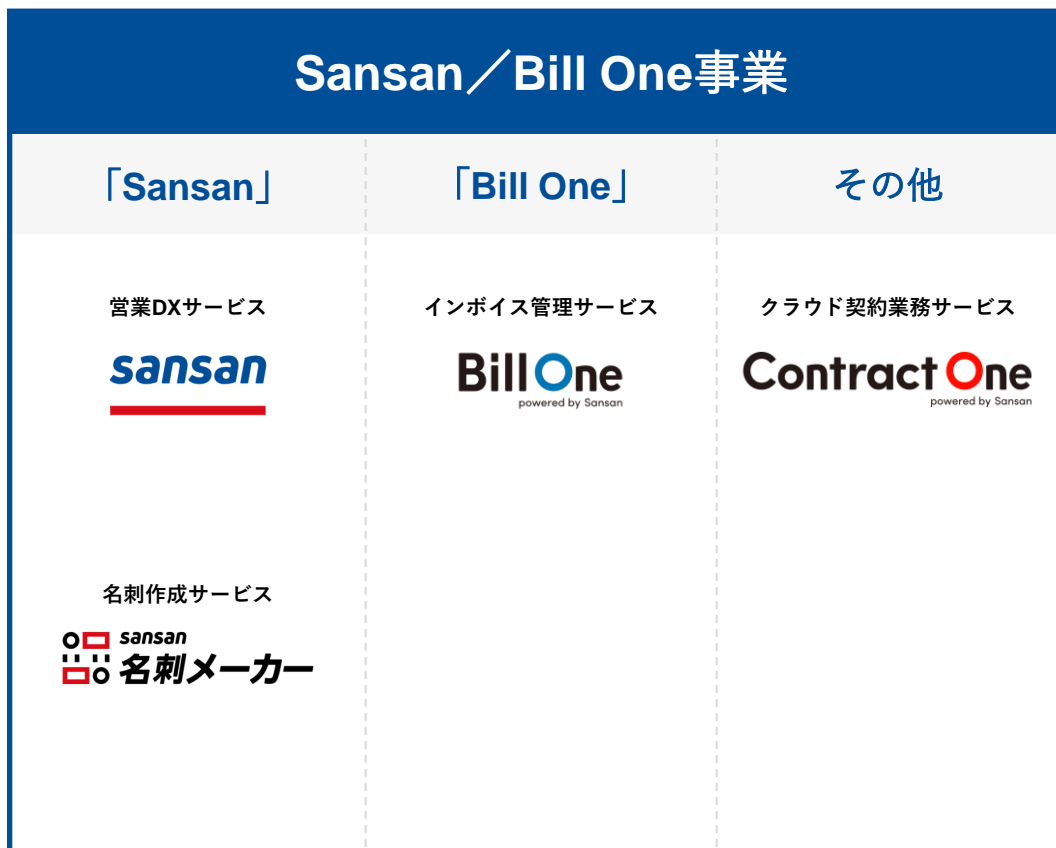 Sansan／Bill One事業
「Sansan」
「Bill One」
その他
営業DXサービス
sansan
名刺作成サービス
sansan
名刺メーカー
インボイス管理サービス
Bill One
powered by Sansan
クラウド契約業務サービス
Contract One
powered by Sansan